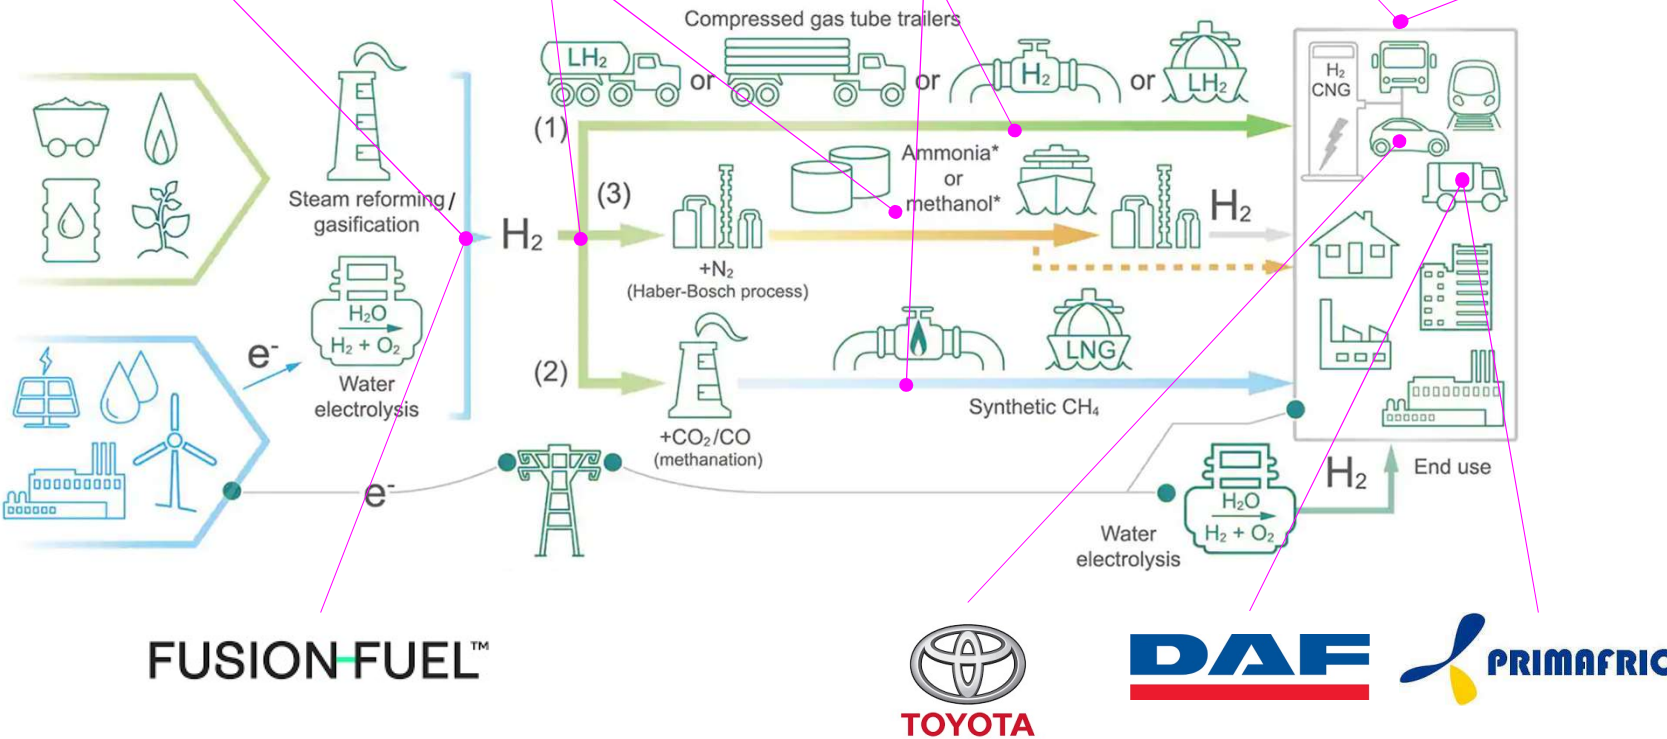 Compressed gas tube trailers
LH₂
or
or
H₂
or
LH₂
H₂
CNG
(1)
Steam reforming/
gasification
H₂
(3)
Ammonia*
or
methanol*
H₂
+N₂
(Haber-Bosch process)
e⁻
H₂O
H₂ + O₂
Water
electrolysis
(2)
LNG
Synthetic CH₄
+CO₂/CO
(methanation)
e⁻
H₂O
H₂ + O₂
Water
electrolysis
H₂
End use
FUSION-FUEL™
TOYOTA
DAF
PRIMAFRIO